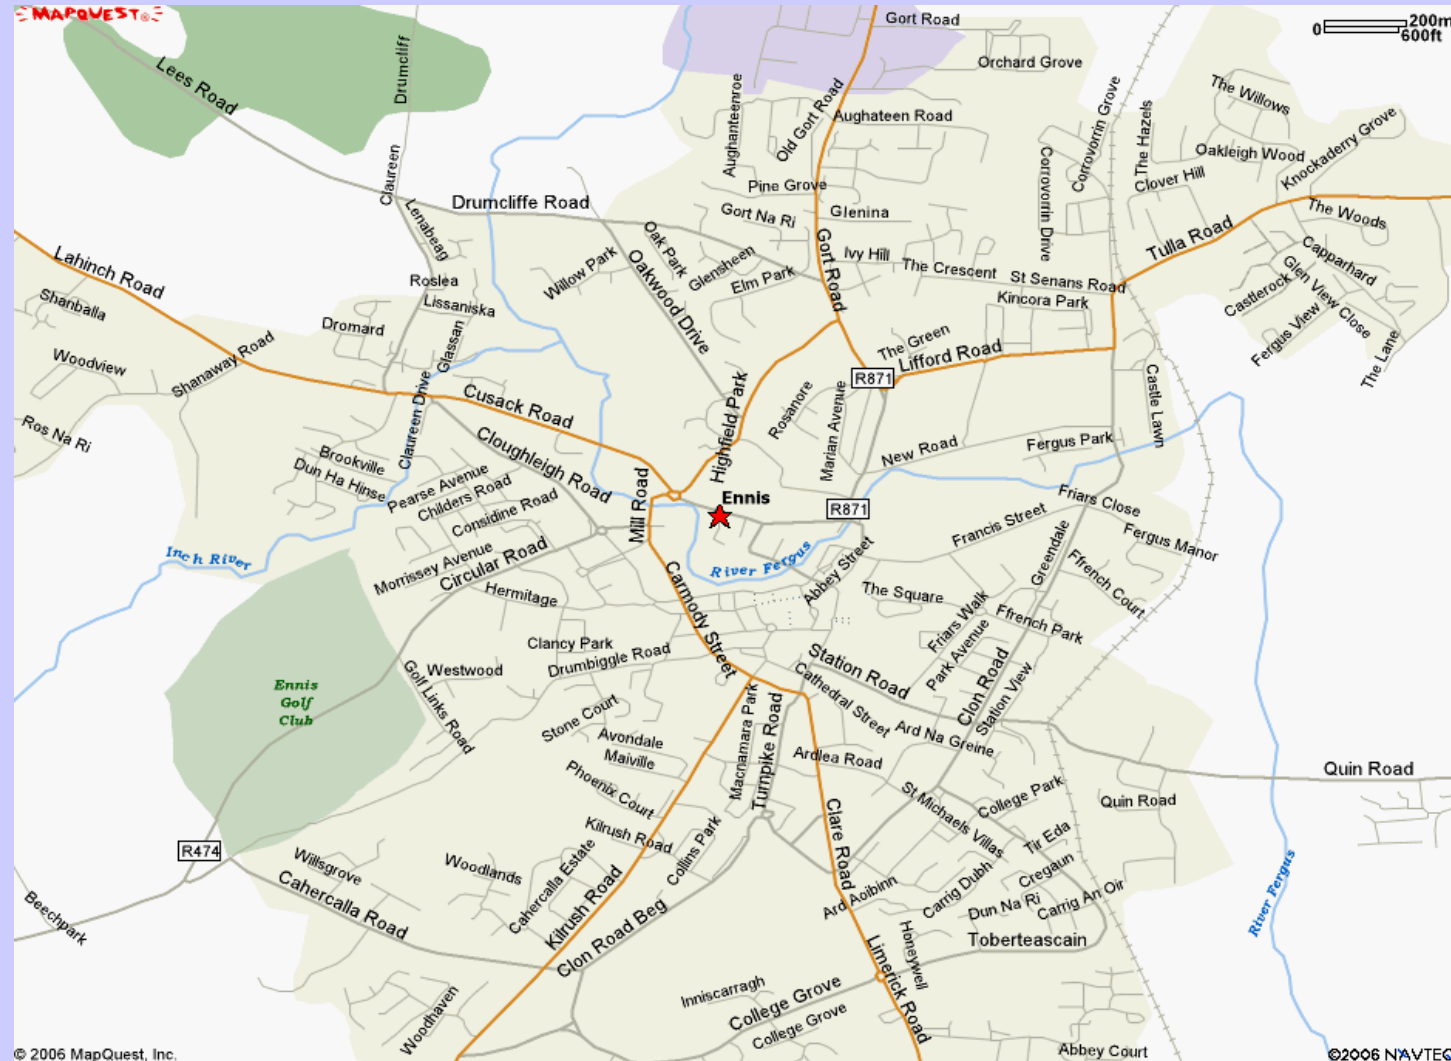 MAPQUEST
Gort Road
0 200m
600ft
Orchard Grove
Lees Road
Drumcliff
Aughanteenroe
Old Gort Road
Aughateen Road
Corrovorrin Grove
The Hazels
The Willows
Oakleigh Wood
Knockaderry Grove
Clover Hill
Claureen
Drumcliffe Road
Pine Grove
Gort Na Ri
Glenina
Corrovorrin Drive
The Woods
Lenabeag
Oak Park
Gort Road
Tulla Road
Capparhard
Lahinch Road
Willow Park
Oakwood Drive
Glensheen
Elm Park
Ivy Hill
The Crescent
St Senans Road
Castlerock
Glen View Close
Shanballa
Roslea
Lissaniska
Kincora Park
Fergus View
Dromard
Glassan
The Green
Lifford Road
The Lane
Woodview
Shanaway Road
R871
Castle Lawn
Cusack Road
Highfield Park
Rosanore
Marian Avenue
Ros Na Ri
Claureen Drive
Cloughleigh Road
New Road
Fergus Park
Brookville
Dun Ha Hinse
Pearse Avenue
Childers Road
Considine Road
Mill Road
Ennis
R871
Friars Close
Francis Street
Fergus Manor
Inch River
Morrissey Avenue
Circular Road
River Fergus
Abbey Street
Greendale
Ffrench Court
Hermitage
Carmody Street
The Square
Friars Walk
Ffrench Park
Clancy Park
Drumbiggle Road
Station Road
Park Avenue
Westwood
Golf Links Road
Ennis
Golf
Club
Cathedral Street
Clon Road
Station View
Stone Court
Macnamara Park
Turnpike Road
Ard Na Greine
Avondale
Maiville
Ardlea Road
Quin Road
Phoenix Court
St Michaels Villas
College Park
Quin Road
Kilrush Road
Collins Park
Clare Road
Tir Eda
R474
Willsgrove
Woodlands
Cahercalla Estate
Cregaun
Cahercalla Road
Kilrush Road
Ard Aoibinn
Carrig Dubh
Dun Na Ri
Carrig An Oir
River Fergus
Beechpark
Clon Road Beg
Honeywell
Toberteascain
Limerick Road
Inniscarragh
College Grove
College Grove
Woodhaven
Abbey Court
© 2006 MapQuest, Inc.
©2006 NAVTEQ